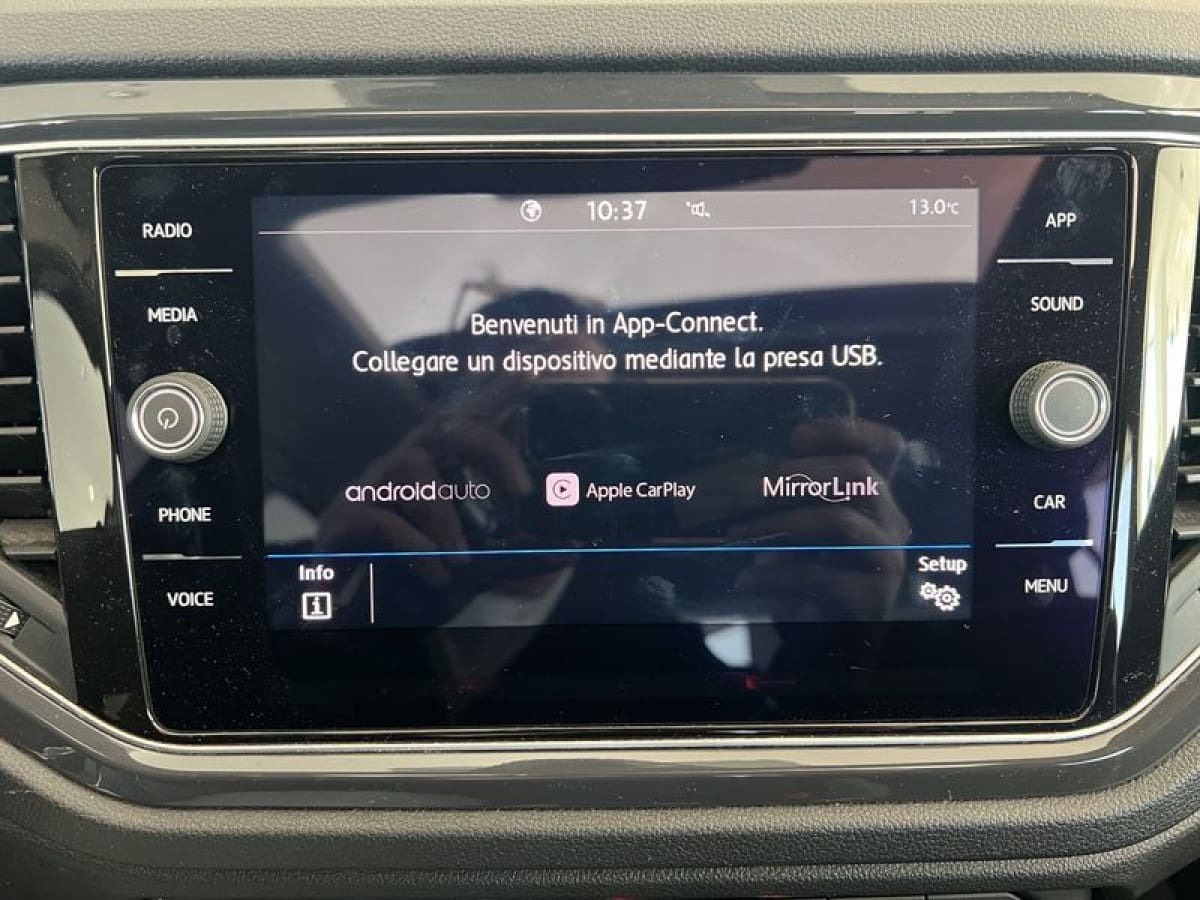 10:37
13.0°C
RADIO
MEDIA
PHONE
VOICE
Benvenuti in App-Connect.
Collegare un dispositivo mediante la presa USB.
androidauto
Apple CarPlay
MirrorLink
Info
Setup
APP
SOUND
CAR
MENU